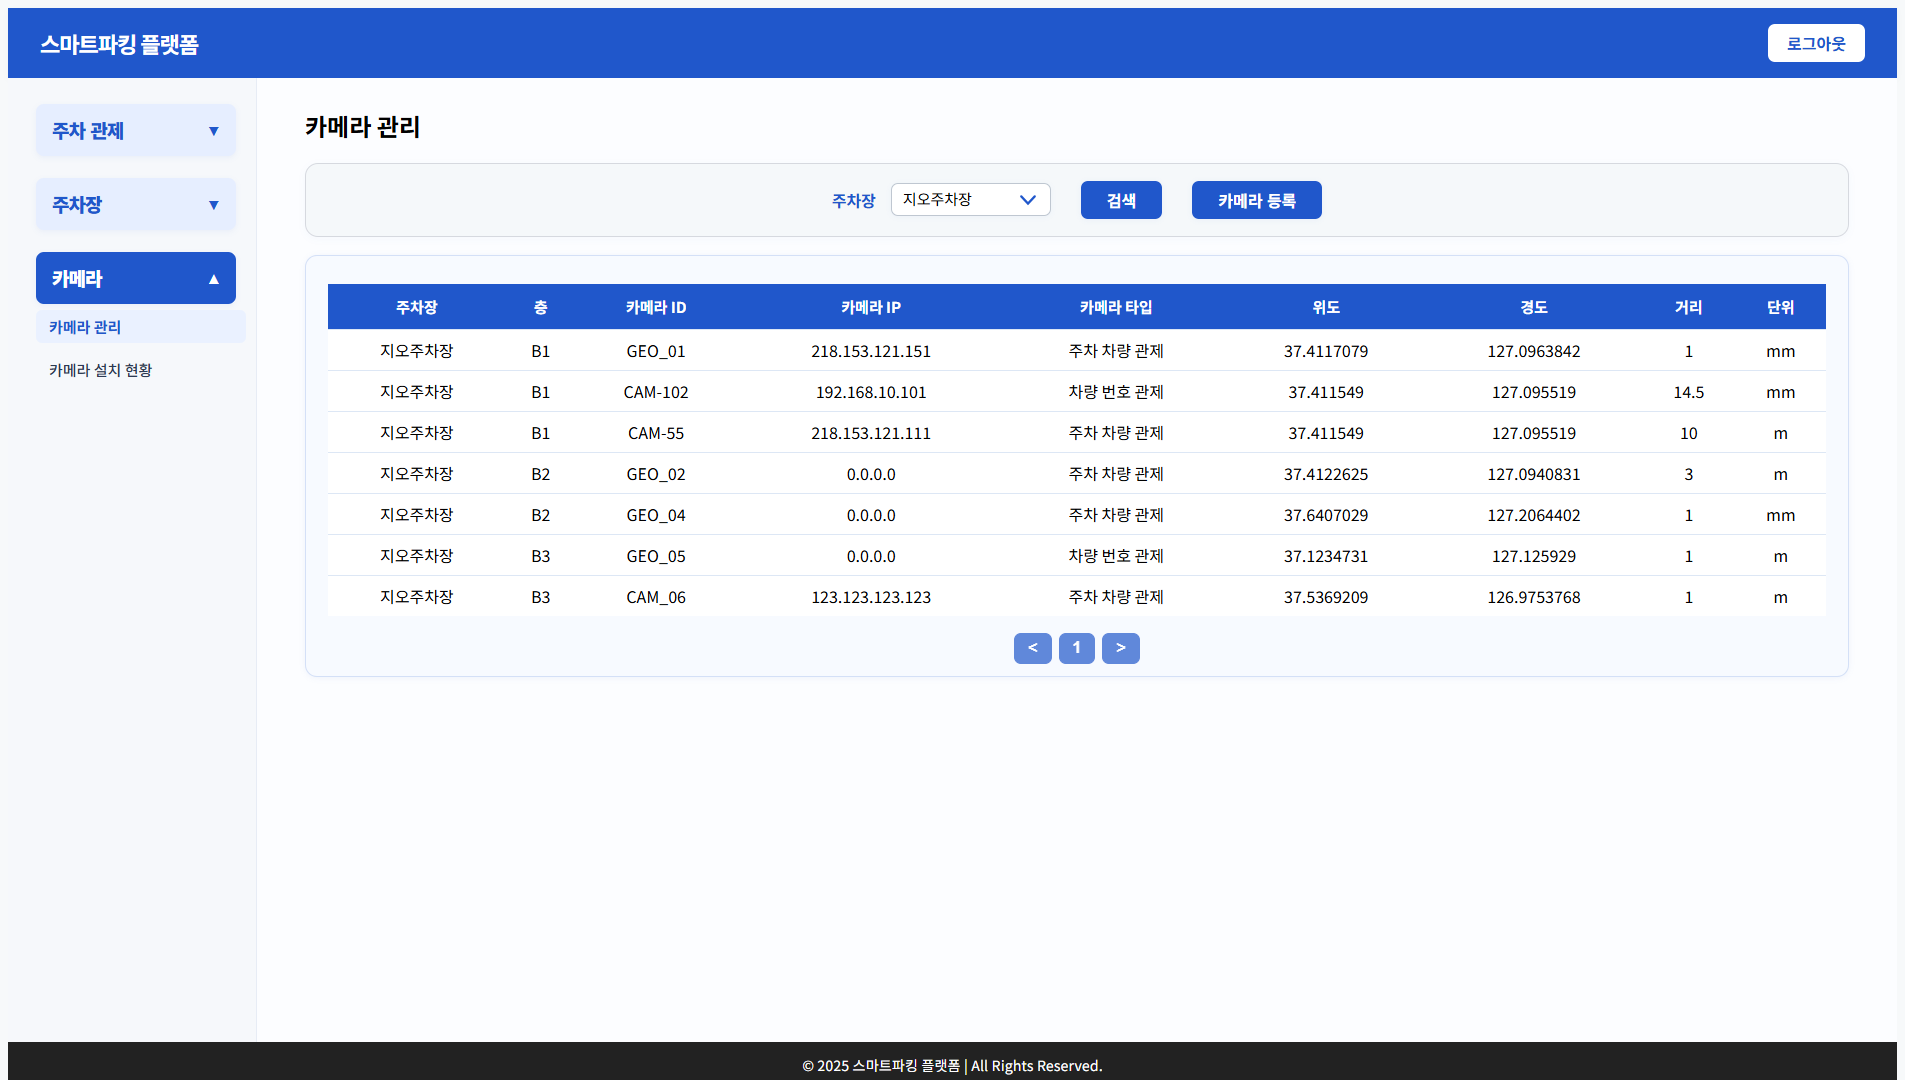 스마트파킹 플랫폼
로그아웃
주차 관제 ▼
주차장 ▼
카메라 ▲
카메라 관리
카메라 설치 현황
카메라 관리
주차장 지오주차장 검색 카메라 등록
주차장 층 카메라 ID 카메라 IP 카메라 타입 위도 경도 거리 단위
지오주차장 B1 GEO_01 218.153.121.151 주차 차량 관제 37.4117079 127.0963842 1 mm
지오주차장 B1 CAM-102 192.168.10.101 차량 번호 관제 37.411549 127.095519 14.5 mm
지오주차장 B1 CAM-55 218.153.121.111 주차 차량 관제 37.411549 127.095519 10 m
지오주차장 B2 GEO_02 0.0.0.0 주차 차량 관제 37.4122625 127.0940831 3 m
지오주차장 B2 GEO_04 0.0.0.0 주차 차량 관제 37.6407029 127.2064402 1 mm
지오주차장 B3 GEO_05 0.0.0.0 차량 번호 관제 37.1234731 127.125929 1 m
지오주차장 B3 CAM_06 123.123.123.123 주차 차량 관제 37.5369209 126.9753768 1 m
< 1 >
© 2025 스마트파킹 플랫폼 | All Rights Reserved.